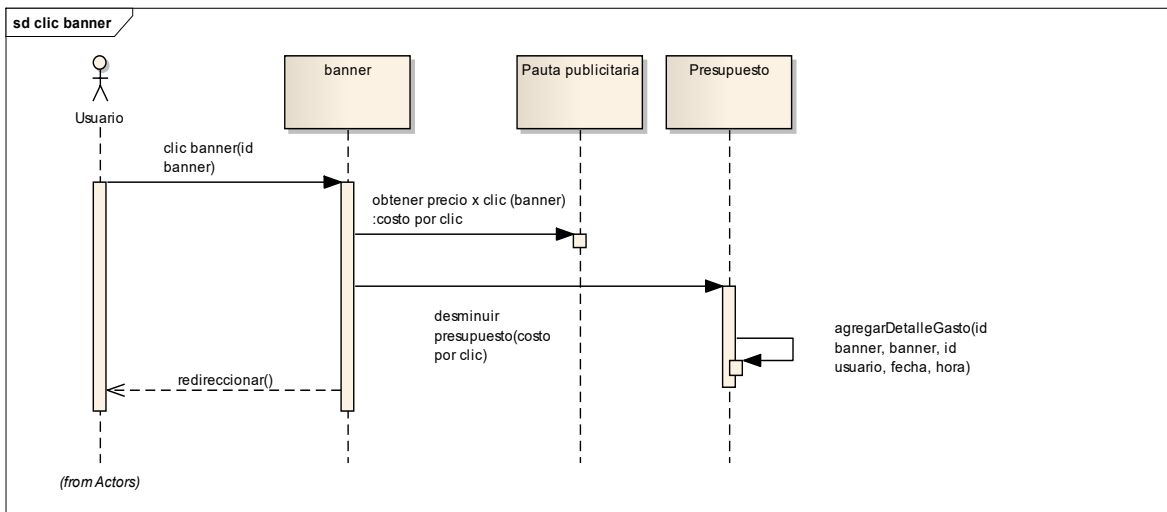 sd clic banner
Usuario
banner
Pauta publicitaria
Presupuesto
clic banner(id
banner)
obtener precio x clic (banner)
:costo por clic
desminuir
presupuesto(costo
por clic)
agregarDetalleGasto(id
banner, banner, id
usuario, fecha, hora)
redireccionar()
(from Actors)